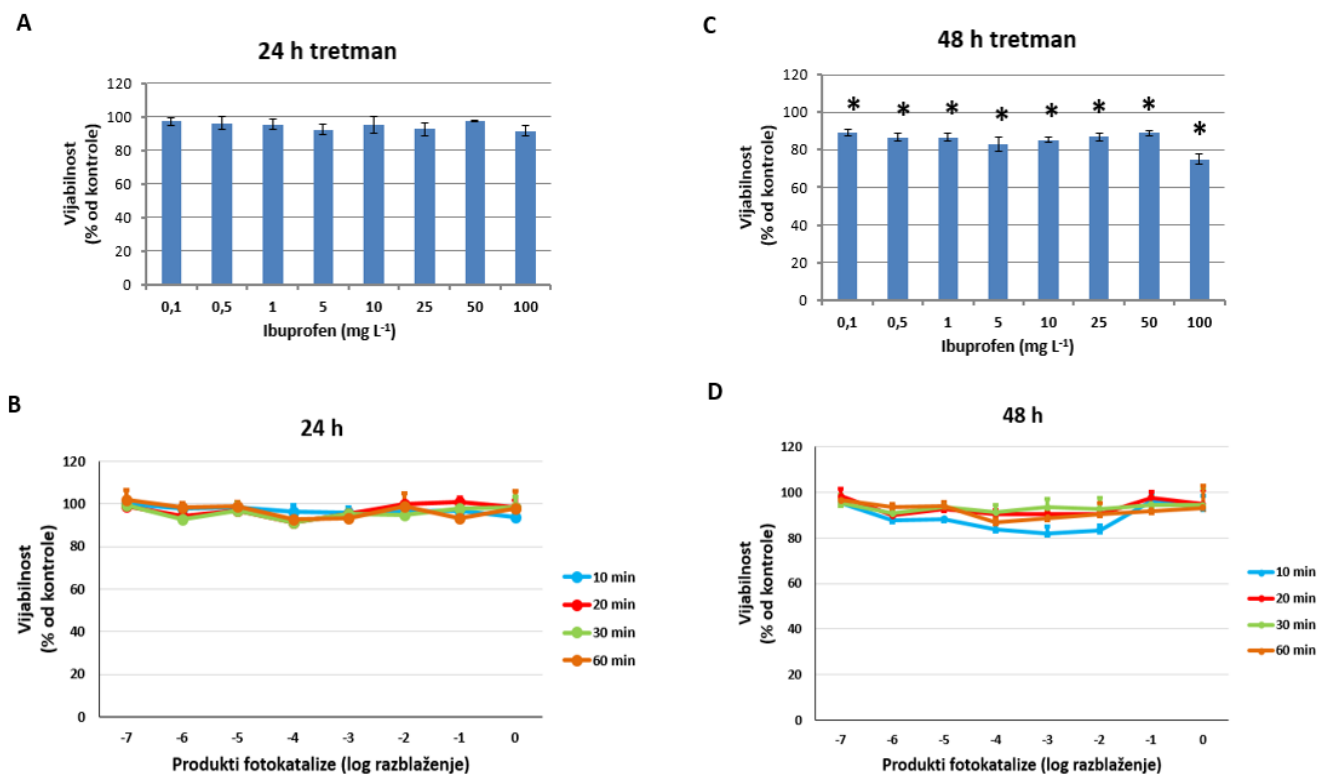 A
24 h tretman
Vijabilnost
(% od kontrole)
120
100
80
60
40
20
0
0,1 0,5 1 5 10 25 50 100
Ibuprofen (mg L⁻¹)
C
48 h tretman
Vijabilnost
(% od kontrole)
120
100
80
60
40
20
0
* * * * * * * *
0,1 0,5 1 5 10 25 50 100
Ibuprofen (mg L⁻¹)
B
24 h
Vijabilnost
(% od kontrole)
120
100
80
60
40
20
0
-7 -6 -5 -4 -3 -2 -1 0
Produkti fotokatalize (log razblaženje)
10 min
20 min
30 min
60 min
D
48 h
Vijabilnost
(% od kontrole)
120
100
80
60
40
20
0
-7 -6 -5 -4 -3 -2 -1 0
Produkti fotokatalize (log razblaženje)
10 min
20 min
30 min
60 min